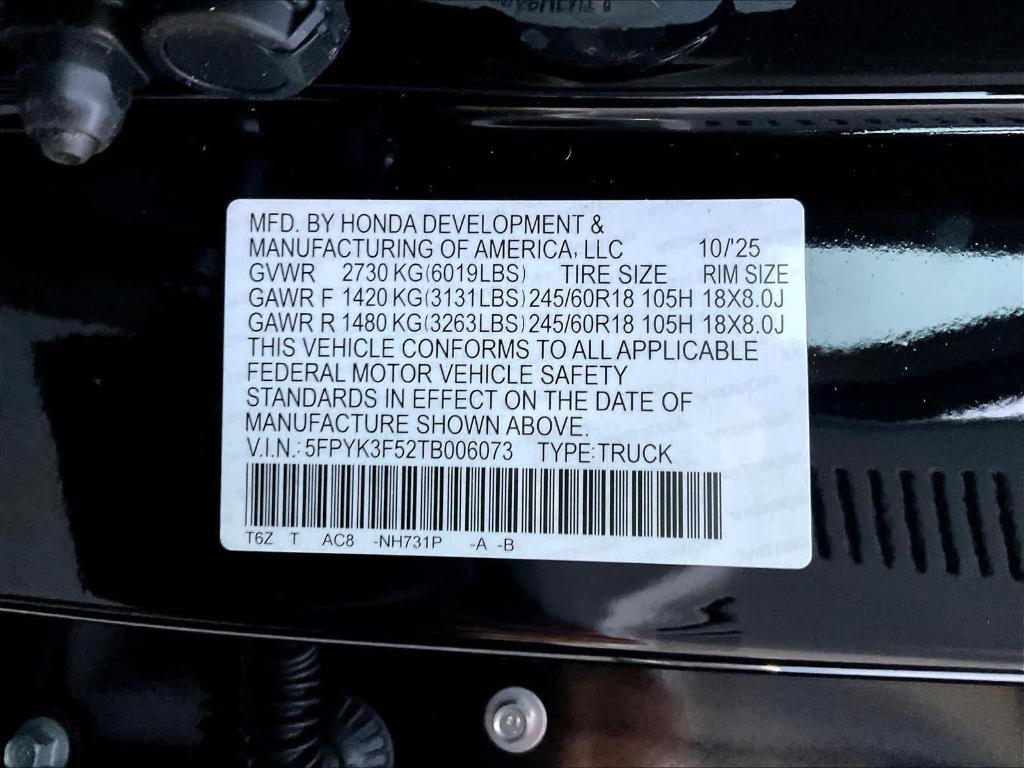 MFD. BY HONDA DEVELOPMENT &
MANUFACTURING OF AMERICA, LLC 10/'25
GVWR 2730 KG(6019LBS) TIRE SIZE RIM SIZE
GAWR F 1420 KG(3131LBS) 245/60R18 105H 18X8.0J
GAWR R 1480 KG(3263LBS) 245/60R18 105H 18X8.0J
THIS VEHICLE CONFORMS TO ALL APPLICABLE
FEDERAL MOTOR VEHICLE SAFETY
STANDARDS IN EFFECT ON THE DATE OF
MANUFACTURE SHOWN ABOVE.
V.I.N.: 5FPYK3F52TB006073 TYPE:TRUCK
T6Z T AC8 -NH731P -A -B